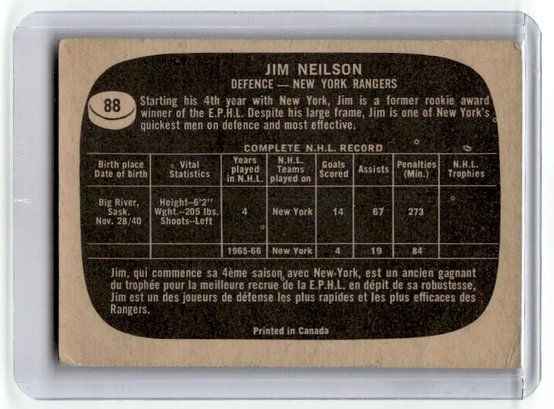 JIM NEILSON
DEFENCE — NEW YORK RANGERS
88
Starting his 4th year with New York, Jim is a former rookie award
winner of the E.P.H.L. Despite his large frame, Jim is one of New York's
quickest men on defence and most effective.
COMPLETE N.H.L. RECORD
Birth place Vital Years N.H.L. Goals Assists Penalties N.H.L.
Date of birth Statistics played Teams Scored (Min.) Trophies
in N.H.L. played on
Big River, Height--6'2"
Sask. Wght.--205 lbs. 4 New York 14 67 273
Nov. 28/40 Shoots--Left
1965-66 New York 4 19 84
Jim, qui commence sa 4ème saison avec New-York, est un ancien gagnant
du trophée pour la meilleure recrue de la E.P.H.L. en dépit de sa robustesse,
Jim est un des joueurs de défense les plus rapides et les plus efficaces des
Rangers.
Printed in Canada